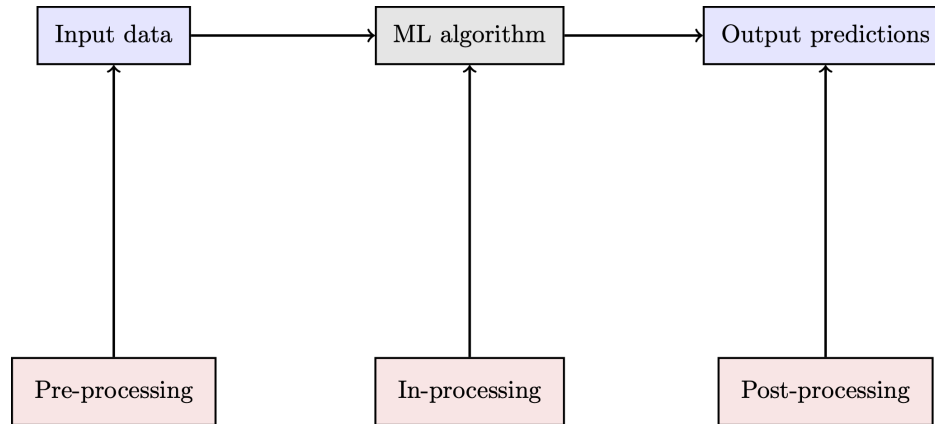 Input data
ML algorithm
Output predictions
Pre-processing
In-processing
Post-processing